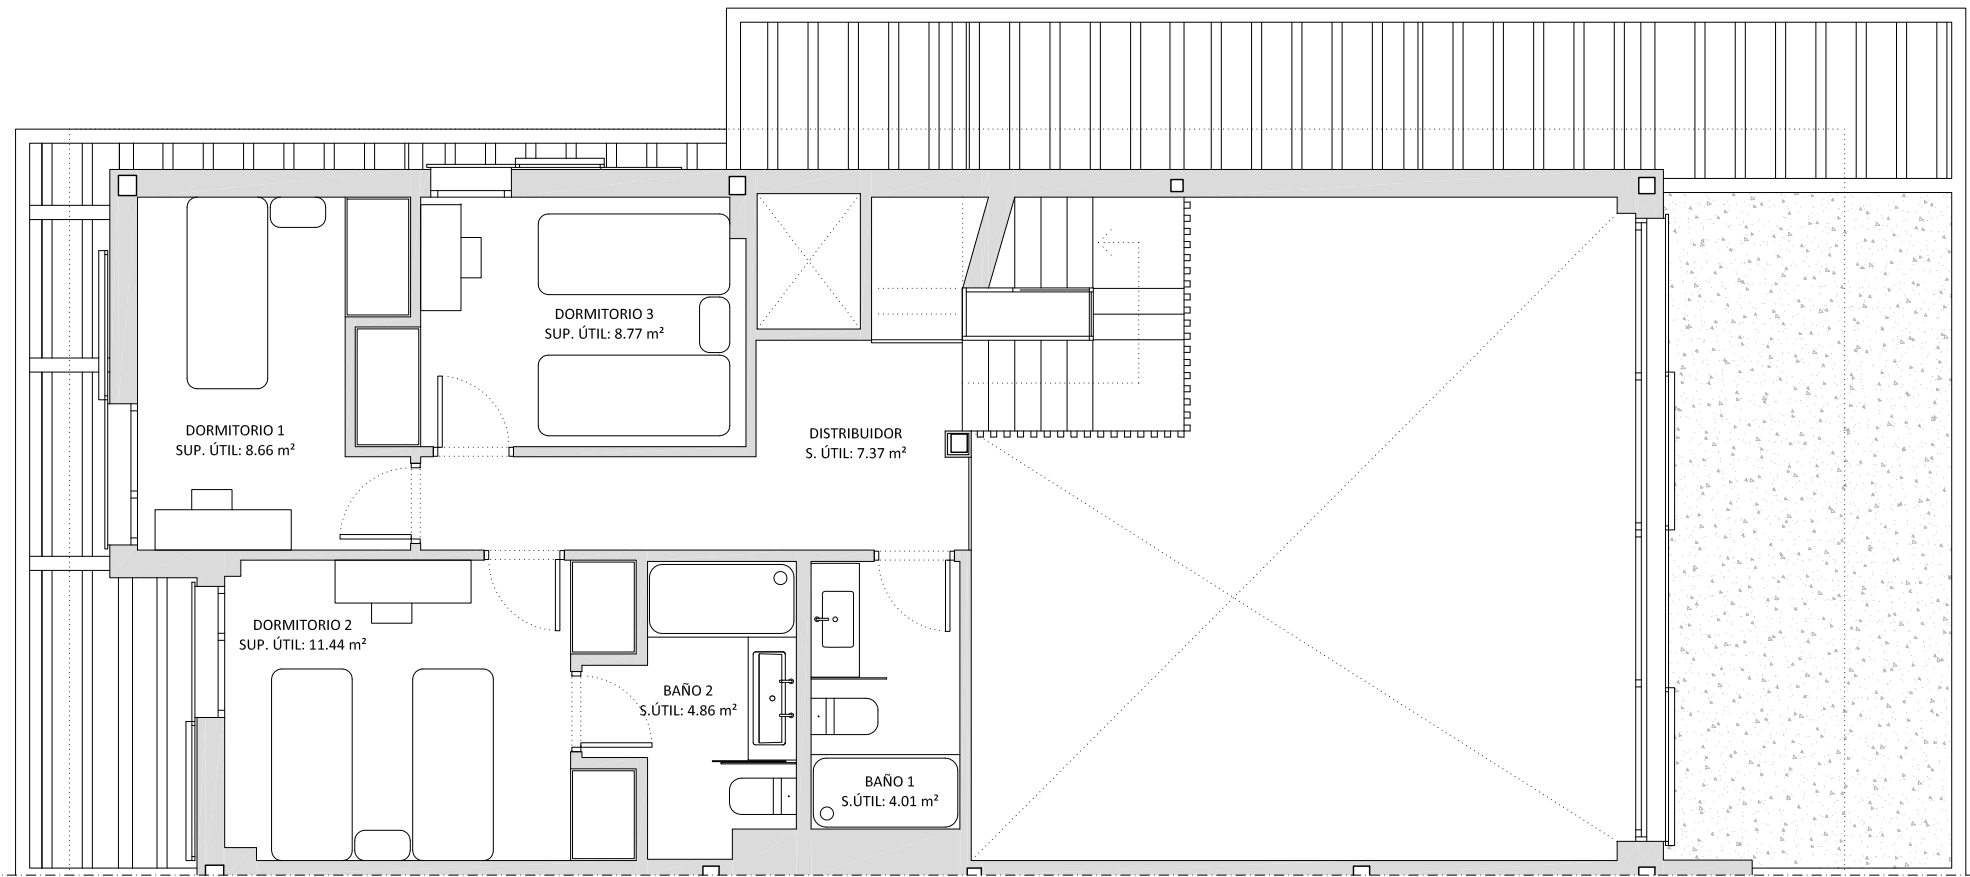 DORMITORIO 3
SUP. ÚTIL: 8.77 m²
DORMITORIO 1
SUP. ÚTIL: 8.66 m²
DISTRIBUIDOR
S. ÚTIL: 7.37 m²
DORMITORIO 2
SUP. ÚTIL: 11.44 m²
BAÑO 2
S.ÚTIL: 4.86 m²
BAÑO 1
S.ÚTIL: 4.01 m²